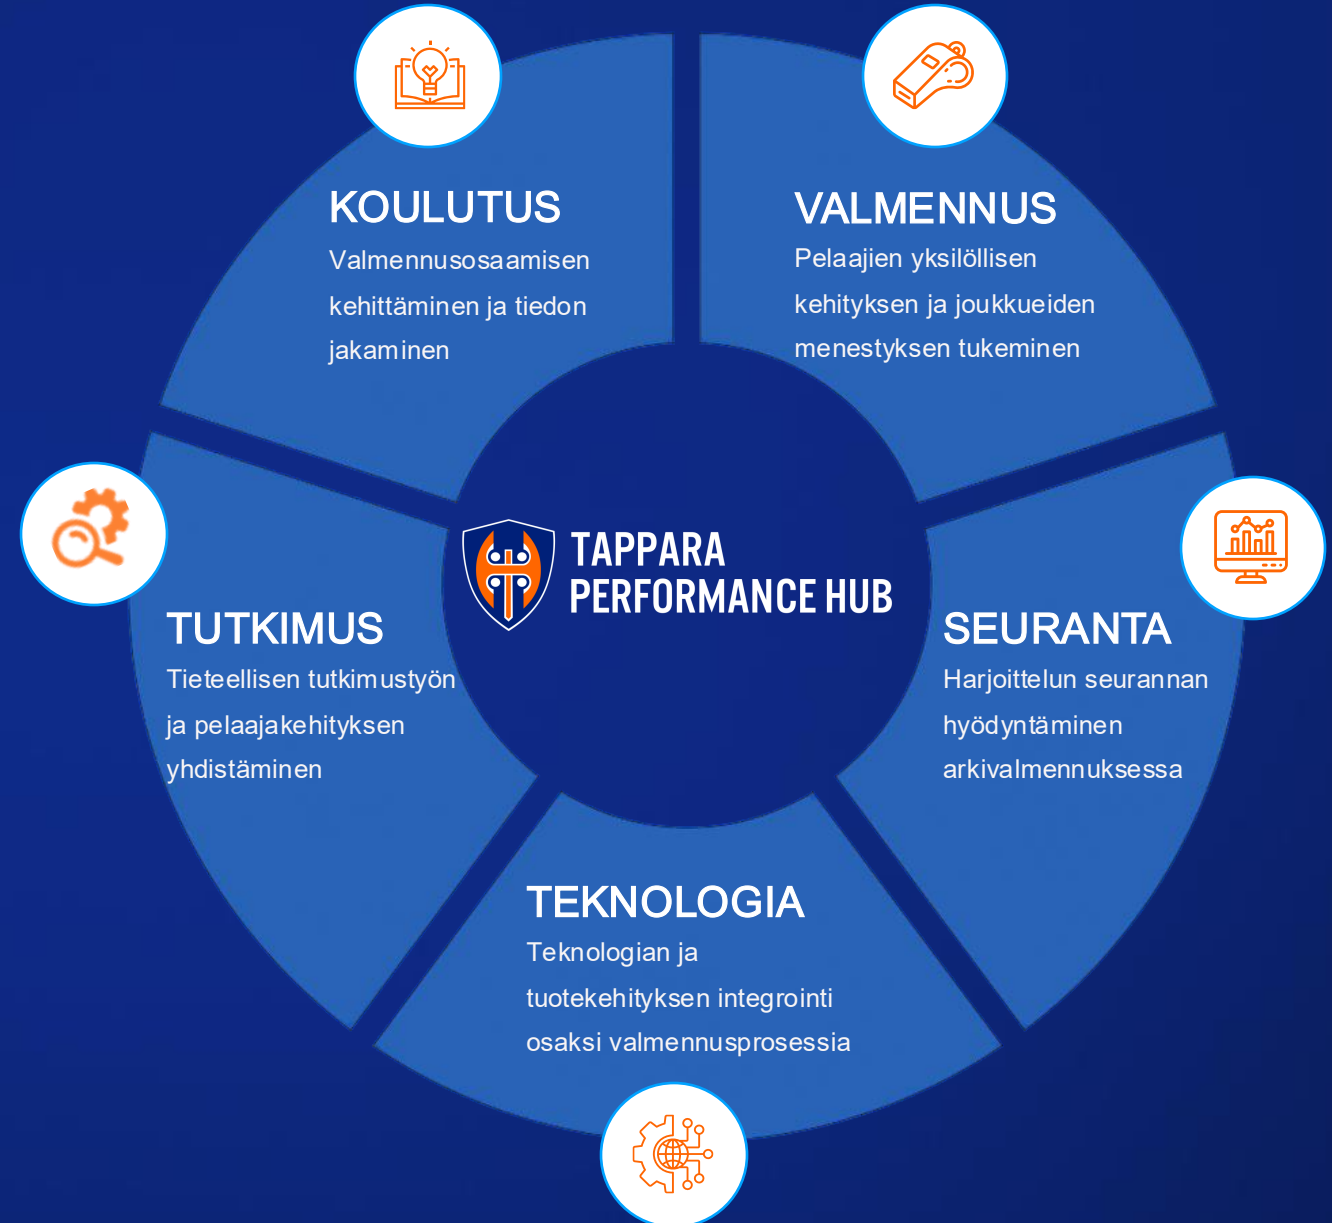 KOULUTUS
Valmennusosaamisen
kehittäminen ja tiedon
jakaminen
VALMENNUS
Pelaajien yksilöllisen
kehityksen ja joukkueiden
menestyksen tukeminen
TAPPARA
PERFORMANCE HUB
TUTKIMUS
Tieteellisen tutkimustyön
ja pelaajakehityksen
yhdistäminen
SEURANTA
Harjoittelun seurannan
hyödyntäminen
arkivalmennuksessa
TEKNOLOGIA
Teknologian ja
tuotekehityksen integrointi
osaksi valmennusprosessia